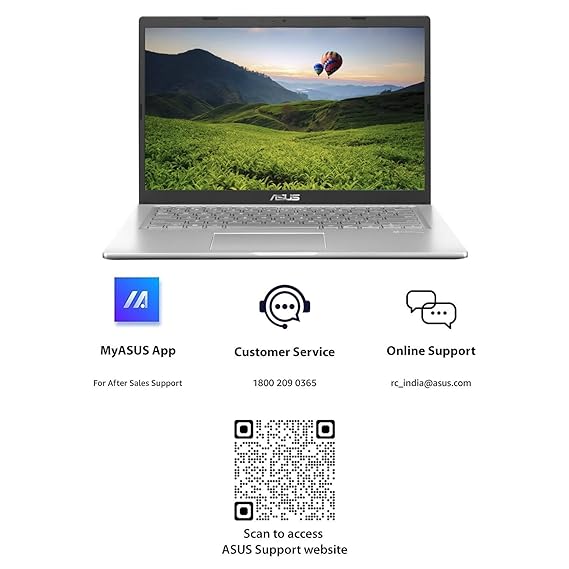 ASUS
MyASUS App
Customer Service
Online Support
For After Sales Support
1800 209 0365
rc_india@asus.com
Scan to access
ASUS Support website